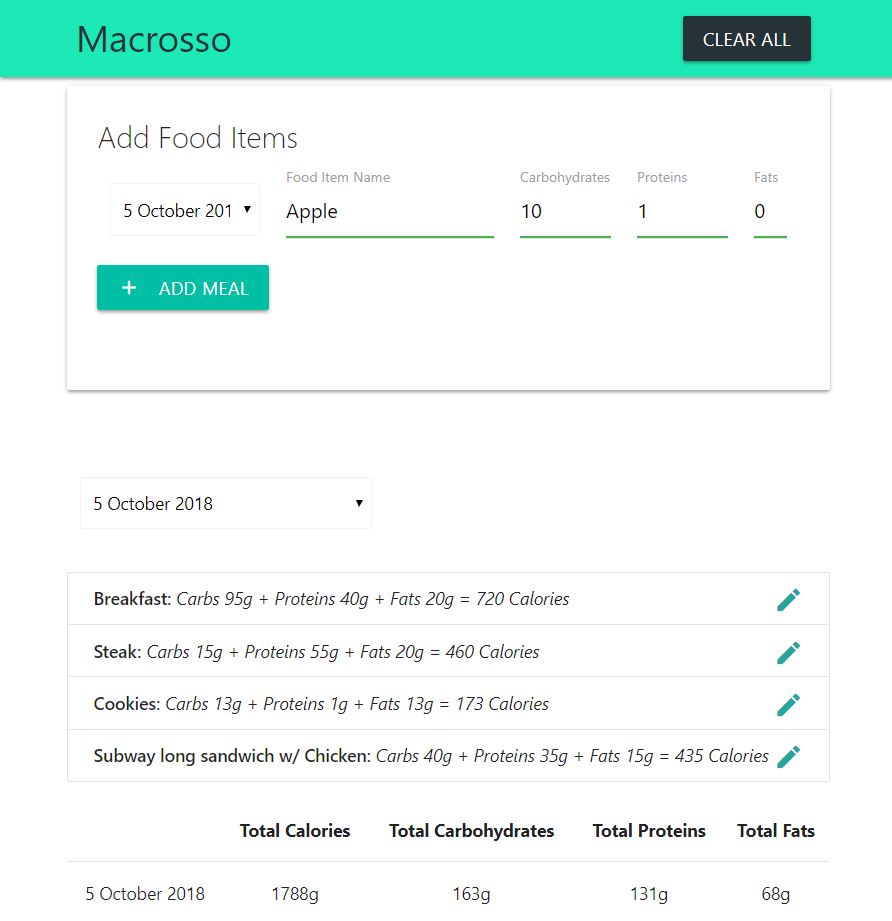 Macrosso
CLEAR ALL
Add Food Items
Food Item Name Carbohydrates Proteins Fats
5 October 201 Apple 10 1 0
+ ADD MEAL
5 October 2018
Breakfast: Carbs 95g + Proteins 40g + Fats 20g = 720 Calories
Steak: Carbs 15g + Proteins 55g + Fats 20g = 460 Calories
Cookies: Carbs 13g + Proteins 1g + Fats 13g = 173 Calories
Subway long sandwich w/ Chicken: Carbs 40g + Proteins 35g + Fats 15g = 435 Calories
Total Calories Total Carbohydrates Total Proteins Total Fats
5 October 2018 1788g 163g 131g 68g